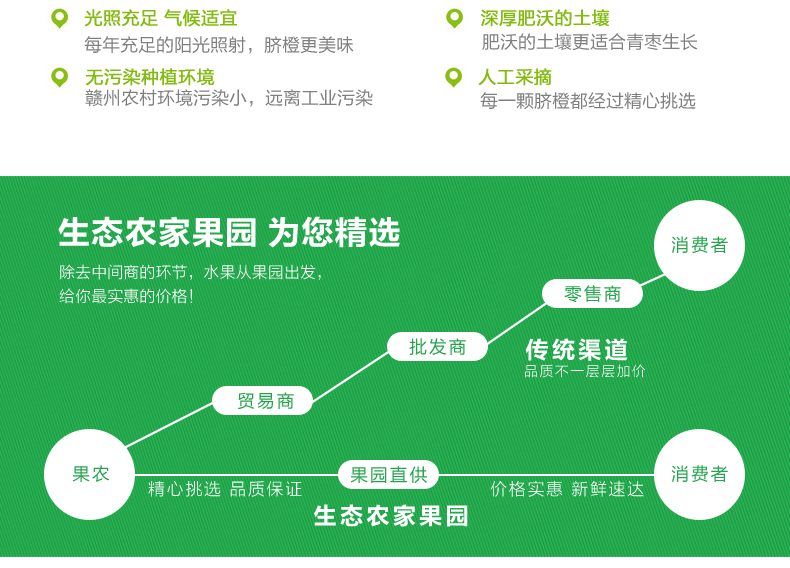 光照充足 气候适宜
每年充足的阳光照射，脐橙更美味
深厚肥沃的土壤
肥沃的土壤更适合青枣生长
无污染种植环境
赣州农村环境污染小，远离工业污染
人工采摘
每一颗脐橙都经过精心挑选
生态农家果园 为您精选
除去中间商的环节，水果从果园出发，
给你最实惠的价格！
消费者
零售商
批发商
传统渠道
品质不一层层加价
贸易商
果农
果园直供
消费者
精心挑选 品质保证
价格实惠 新鲜速达
生态农家果园